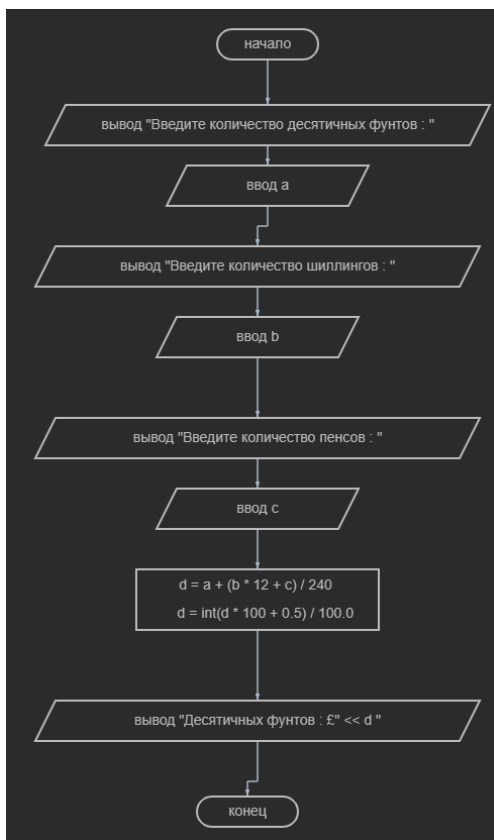 начало
вывод "Введите количество десятичных фунтов : "
ввод a
вывод "Введите количество шиллингов : "
ввод b
вывод "Введите количество пенсов : "
ввод c
d = a + (b * 12 + c) / 240
d = int(d * 100 + 0.5) / 100.0
вывод "Десятичных фунтов : £" << d "
конец